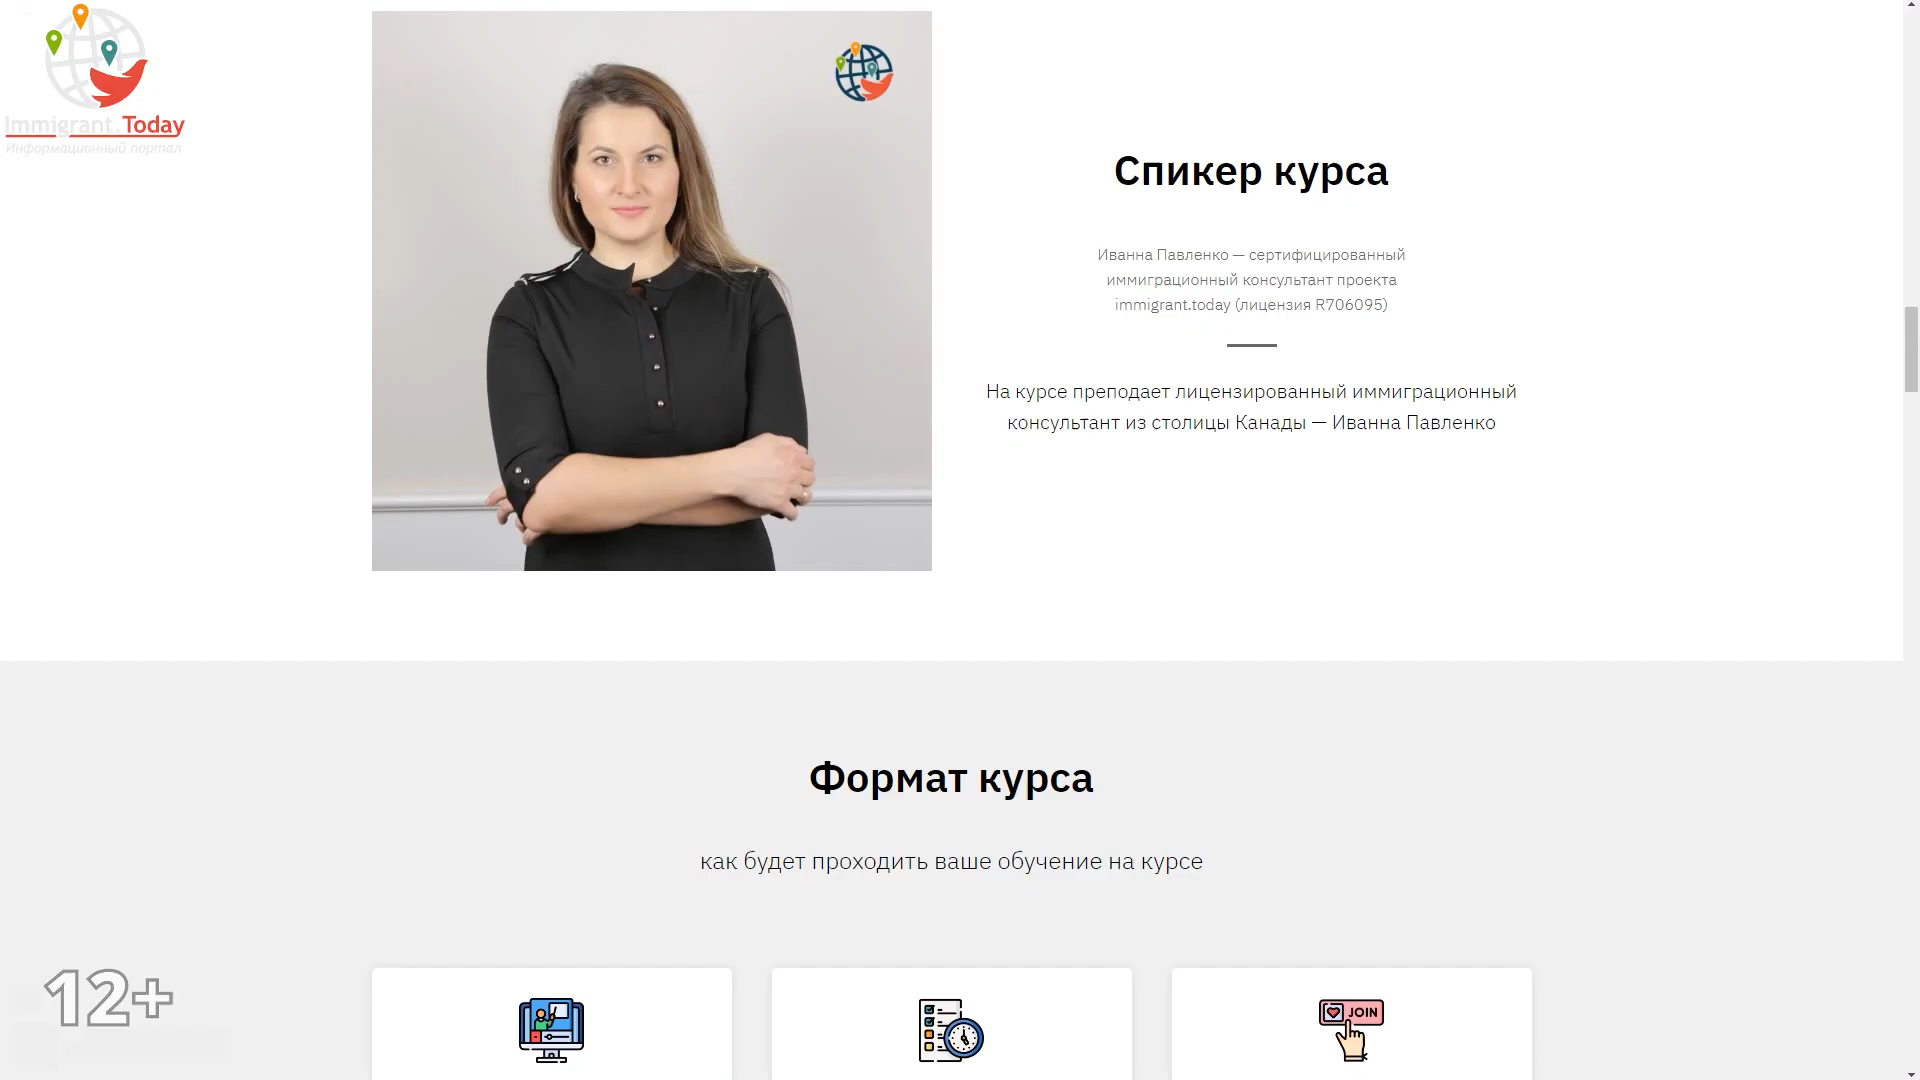 Immigrant.Today
Информационный портал
Спикер курса
Иванна Павленко — сертифицированный
иммиграционный консультант проекта
immigrant.today (лицензия R706095)
На курсе преподает лицензированный иммиграционный
консультант из столицы Канады — Иванна Павленко
Формат курса
как будет проходить ваше обучение на курсе
12+
JOIN